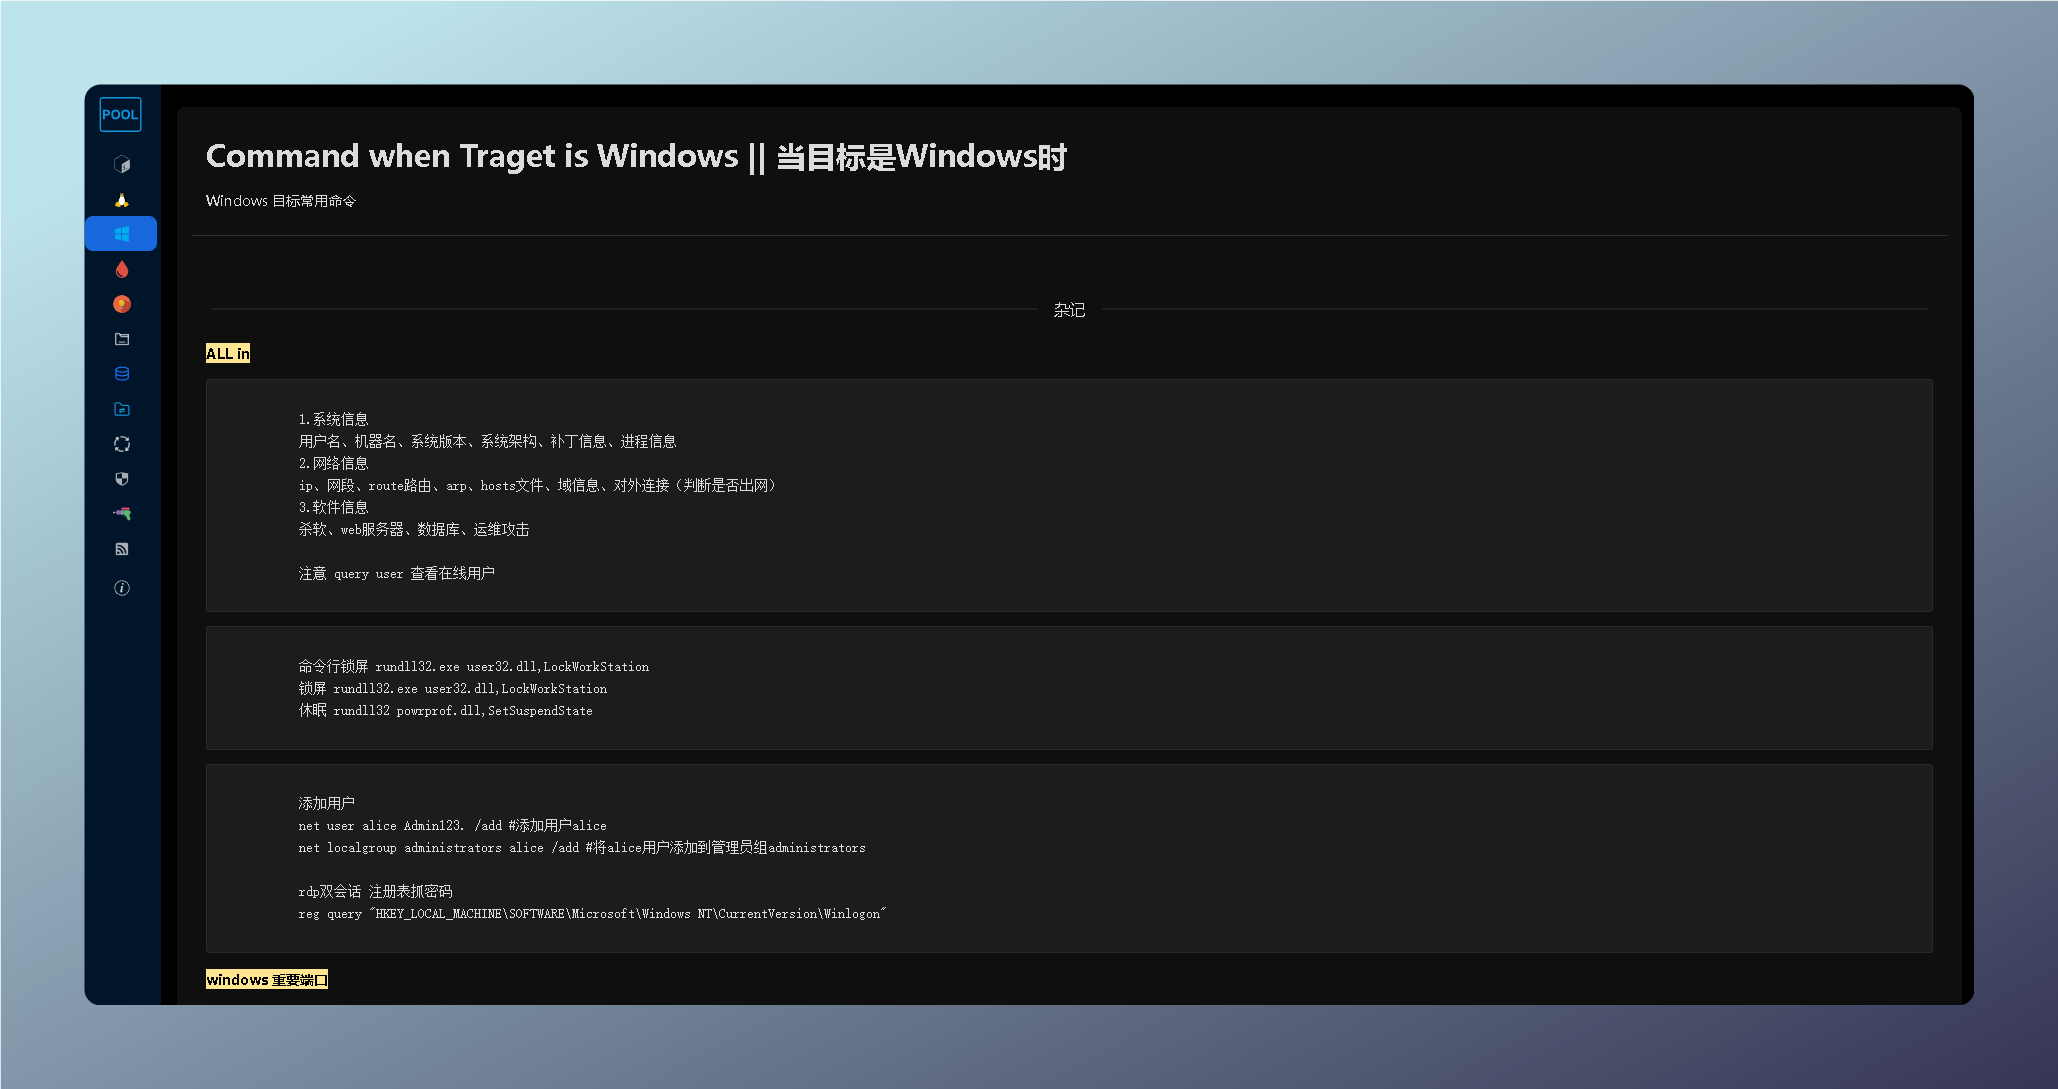 POOL
Command when Traget is Windows || 当目标是Windows时
Windows 目标常用命令
杂记
ALL in
1.系统信息
用户名、机器名、系统版本、系统架构、补丁信息、进程信息
2.网络信息
ip、网段、route路由、arp、hosts文件、域信息、对外连接（判断是否出网）
3.软件信息
杀软、web服务器、数据库、运维攻击
注意 query user 查看在线用户
命令行锁屏 rundll32.exe user32.dll,LockWorkStation
锁屏 rundll32.exe user32.dll,LockWorkStation
休眠 rundll32 powrprof.dll,SetSuspendState
添加用户
net user alice Admin123. /add #添加用户alice
net localgroup administrators alice /add #将alice用户添加到管理员组administrators
rdp双会话 注册表抓密码
reg query "HKEY_LOCAL_MACHINE\SOFTWARE\Microsoft\Windows NT\CurrentVersion\Winlogon"
windows 重要端口